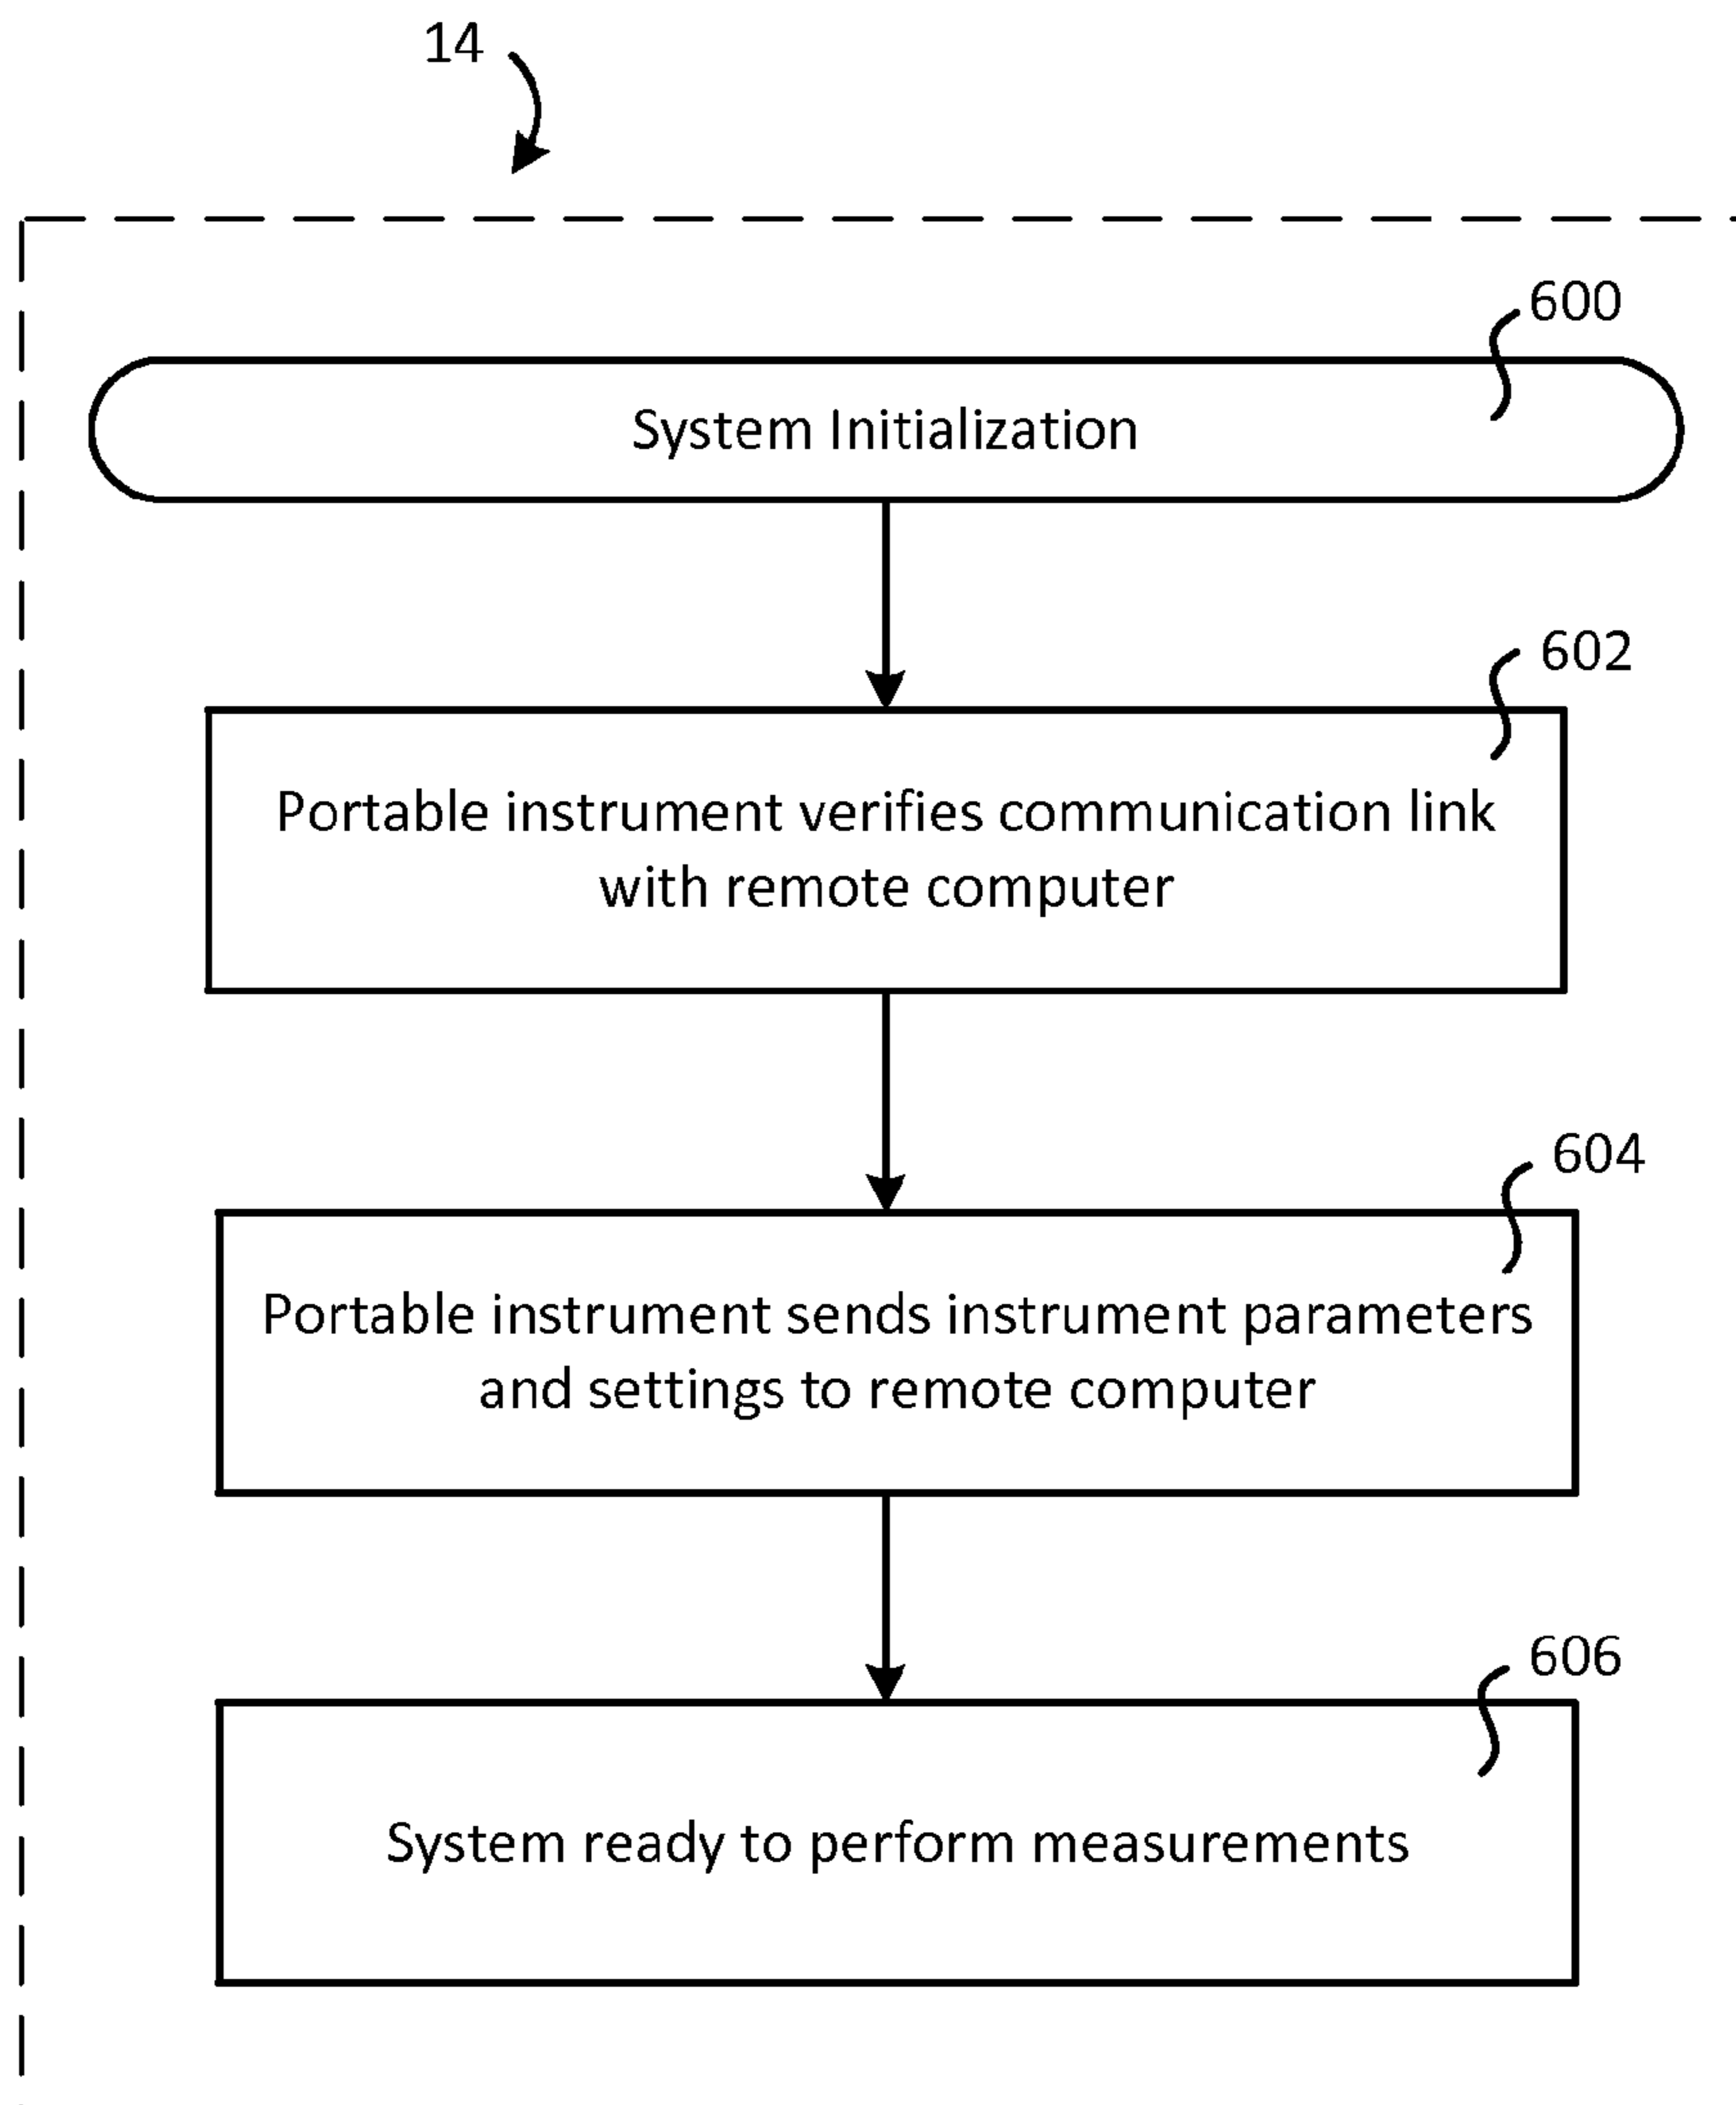 14
600
System Initialization
602
Portable instrument verifies communication link
with remote computer
604
Portable instrument sends instrument parameters
and settings to remote computer
606
System ready to perform measurements